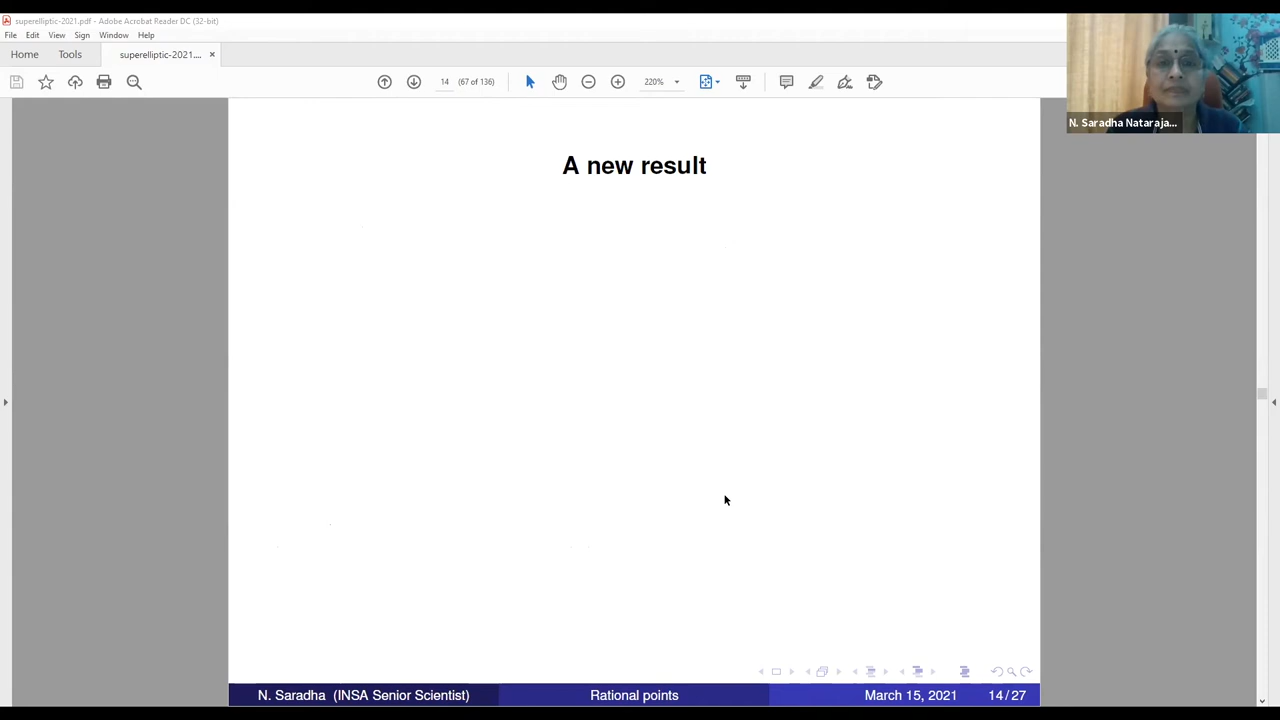 superelliptic-2021.pdf - Adobe Acrobat Reader DC (32-bit)
File Edit View Sign Window Help
Home Tools superelliptic-2021.... ×
14 (67 of 136) 220%
N. Saradha Nataraja...
A new result
N. Saradha (INSA Senior Scientist) Rational points March 15, 2021 14/27